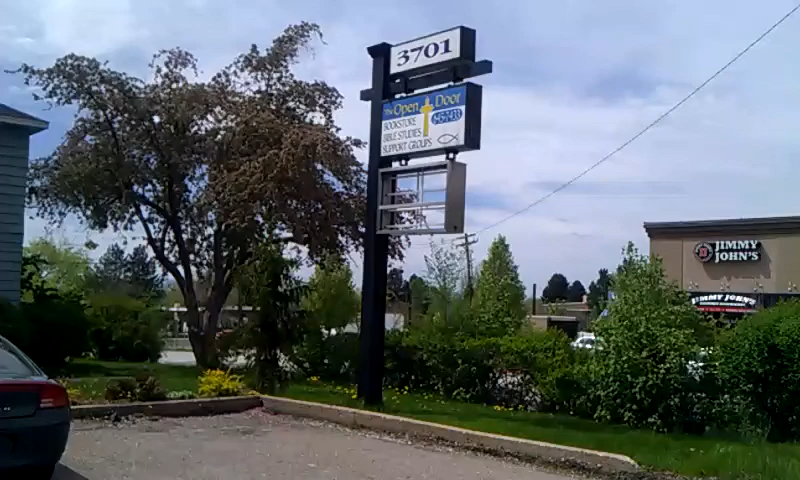 3701
The Open Door
BOOKSTORE
BIBLE STUDIES
SUPPORT GROUPS
JIMMY
JOHN'S
JIMMY JOHN'S